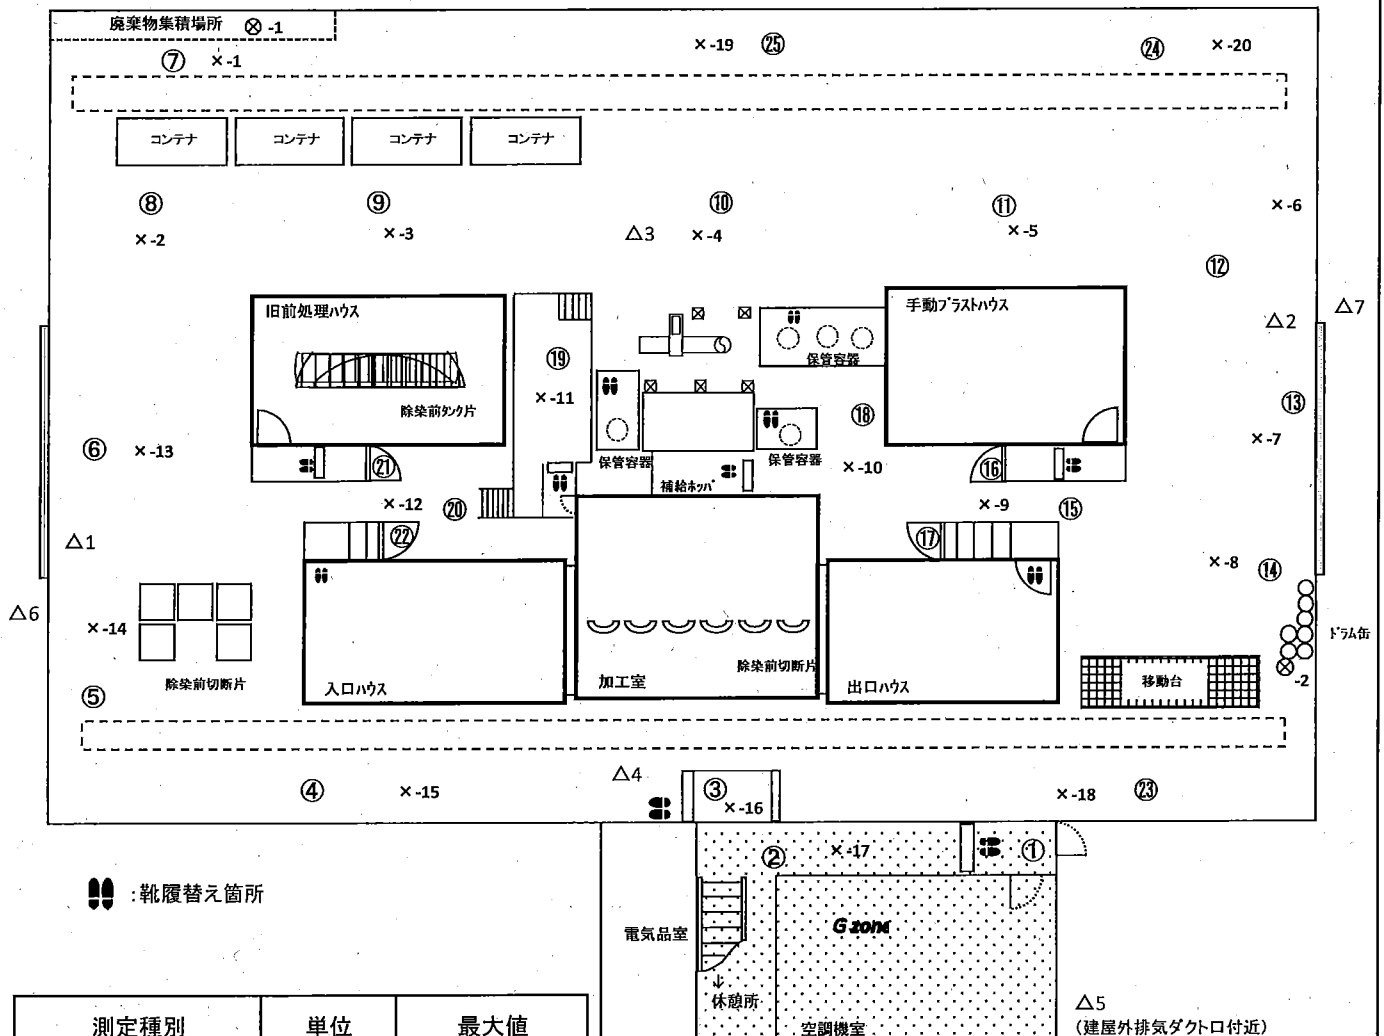 廃棄物集積場所 ⊗ -1
⑦ ×-1
×-19 ㉕
㉔ ×-20
コンテナ コンテナ コンテナ コンテナ
⑧ ⑨ ⑩ ⑪
×-6
×-2 ×-3 △3 ×-4 ×-5
⑫
旧前処理ハウス
手動ブラストハウス
△2 △7
⑲
保管容器
除染前タンク片
×-11
⑱
⑬
⑥ ×-13
×-7
㉑
保管容器
保管容器
×-10
⑯
補給ホッパ
×-12 ⑳
×-9 ⑮
△1
㉒
⑰
×-8 ⑭
△6
×-14
ドラム缶
除染前切断片
入口ハウス
加工室
除染前切断片
出口ハウス
移動台
⊗ -2
⑤
④ ×-15
△4
③ ×-16
×-18 ㉓
② ×-17 ①
:靴履替え箇所
電気品室
G zone
休憩所
空調機室
△5
(建屋外排気ダクト口付近)
測定種別 単位 最大値